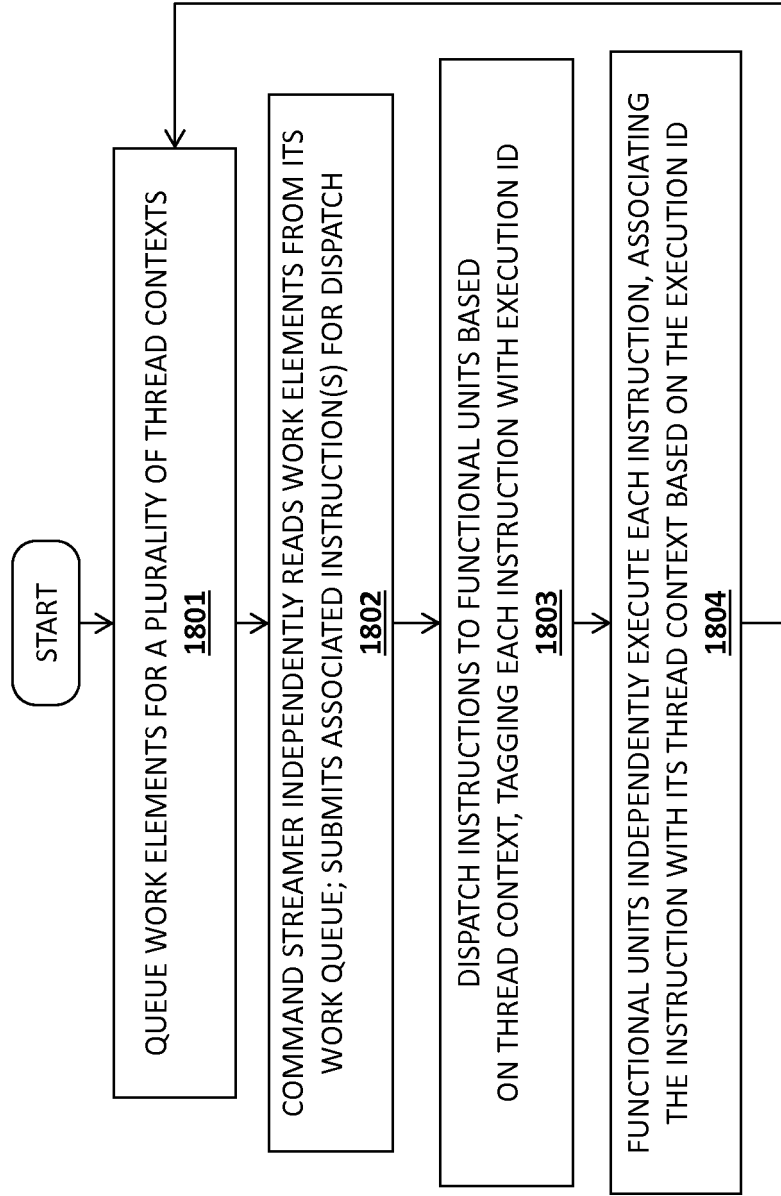 START
QUEUE WORK ELEMENTS FOR A PLURALITY OF THREAD CONTEXTS
1801
COMMAND STREAMER INDEPENDENTLY READS WORK ELEMENTS FROM ITS
WORK QUEUE; SUBMITS ASSOCIATED INSTRUCTION(S) FOR DISPATCH
1802
DISPATCH INSTRUCTIONS TO FUNCTIONAL UNITS BASED
ON THREAD CONTEXT, TAGGING EACH INSTRUCTION WITH EXECUTION ID
1803
FUNCTIONAL UNITS INDEPENDENTLY EXECUTE EACH INSTRUCTION, ASSOCIATING
THE INSTRUCTION WITH ITS THREAD CONTEXT BASED ON THE EXECUTION ID
1804